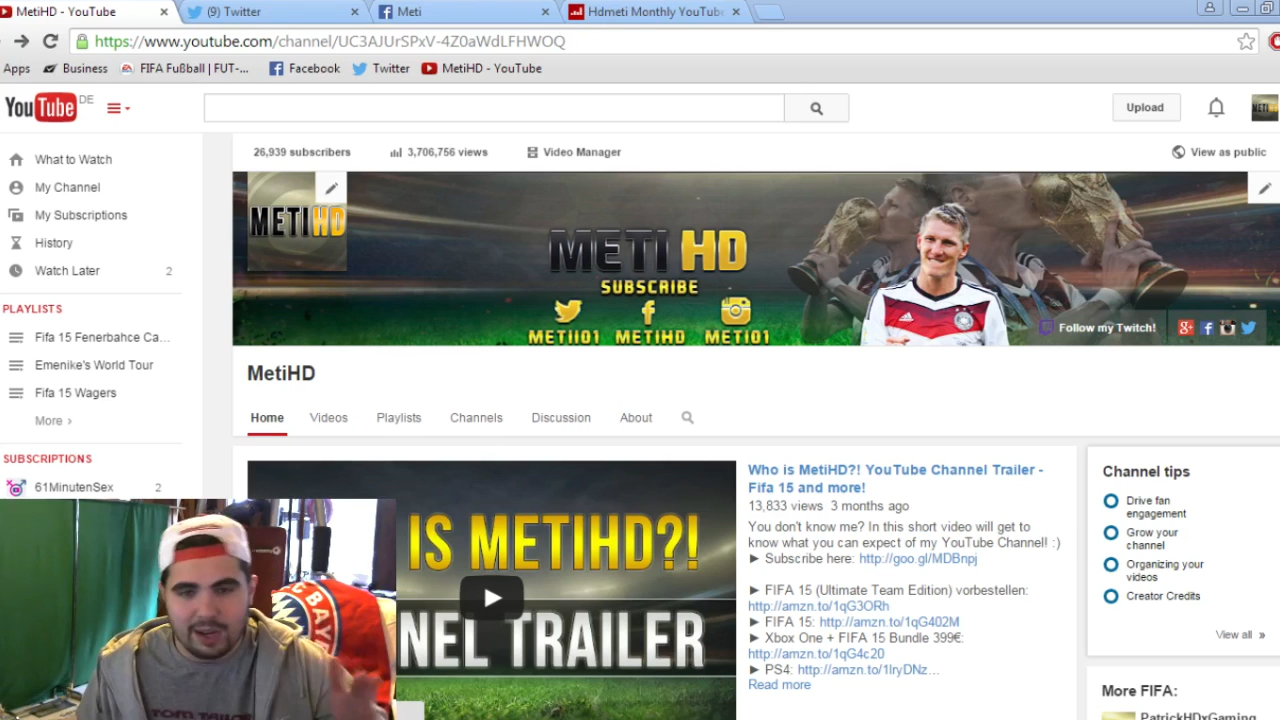 MetiHD - YouTube
(9) Twitter
Meti
Hdmeti Monthly YouTube
https://www.youtube.com/channel/UC3AJUrSPxV-4Z0aWdLFHWOQ
Apps
Business
FIFA Fußball | FUT-...
Facebook
Twitter
MetiHD - YouTube
YouTube DE
Upload
What to Watch
My Channel
My Subscriptions
History
Watch Later 2
PLAYLISTS
Fifa 15 Fenerbahce Ca...
Emenike's World Tour
Fifa 15 Wagers
More ›
SUBSCRIPTIONS
61MinutenSex 2
26,939 subscribers
3,706,756 views
Video Manager
View as public
METI HD
METI HD
SUBSCRIBE
METII01 METIHD METI01
Follow my Twitch!
MetiHD
Home Videos Playlists Channels Discussion About
IS METIHD?!
NEL TRAILER
FC BAY
TOM TAILOR
Who is MetiHD?! YouTube Channel Trailer -
Fifa 15 and more!
13,833 views 3 months ago
You don't know me? In this short video will get to
know what you can expect of my YouTube Channel! :)
► Subscribe here: http://goo.gl/MDBnpj
► FIFA 15 (Ultimate Team Edition) vorbestellen:
http://amzn.to/1qG3ORh
► FIFA 15: http://amzn.to/1qG402M
► Xbox One + FIFA 15 Bundle 399€:
http://amzn.to/1qG4c20
► PS4: http://amzn.to/1lryDNz...
Read more
Channel tips
Drive fan
engagement
Grow your
channel
Organizing your
videos
Creator Credits
View all »
More FIFA:
PatrickHDxGaming